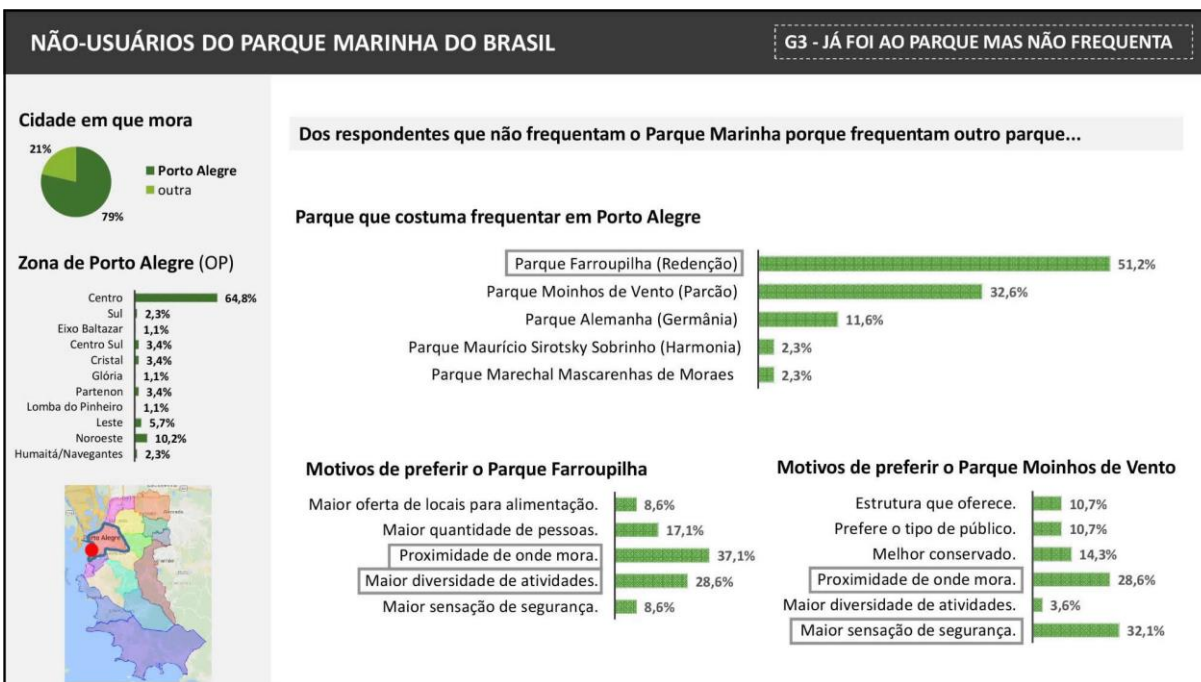 NÃO-USUÁRIOS DO PARQUE MARINHA DO BRASIL
G3 - JÁ FOI AO PARQUE MAS NÃO FREQUENTA
Cidade em que mora
21%
79%
Porto Alegre
outra
Zona de Porto Alegre (OP)
Centro 64,8%
Sul 2,3%
Eixo Baltazar 1,1%
Centro Sul 3,4%
Cristal 3,4%
Glória 1,1%
Partenon 3,4%
Lomba do Pinheiro 1,1%
Leste 5,7%
Noroeste 10,2%
Humaitá/Navegantes 2,3%
Dos respondentes que não frequentam o Parque Marinha porque frequentam outro parque...
Parque que costuma frequentar em Porto Alegre
Parque Farroupilha (Redenção) 51,2%
Parque Moinhos de Vento (Parcão) 32,6%
Parque Alemanha (Germânia) 11,6%
Parque Maurício Sirotsky Sobrinho (Harmonia) 2,3%
Parque Marechal Mascarenhas de Moraes 2,3%
Motivos de preferir o Parque Farroupilha
Maior oferta de locais para alimentação. 8,6%
Maior quantidade de pessoas. 17,1%
Proximidade de onde mora. 37,1%
Maior diversidade de atividades. 28,6%
Maior sensação de segurança. 8,6%
Motivos de preferir o Parque Moinhos de Vento
Estrutura que oferece. 10,7%
Prefere o tipo de público. 10,7%
Melhor conservado. 14,3%
Proximidade de onde mora. 28,6%
Maior diversidade de atividades. 3,6%
Maior sensação de segurança. 32,1%